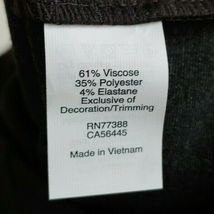 61% Viscose
35% Polyester
4% Elastane
Exclusive of
Decoration/Trimming
RN77388
CA56445
Made in Vietnam